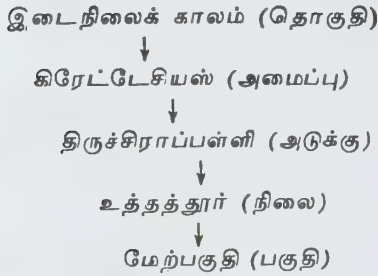 இடைநிலைக் காலம் (தொகுதி)
கிரேட்டேசியஸ் (அமைப்பு)
திருச்சிராப்பள்ளி (அடுக்கு)
உத்தத்தூர் (நிலை)
மேற்பகுதி (பகுதி)